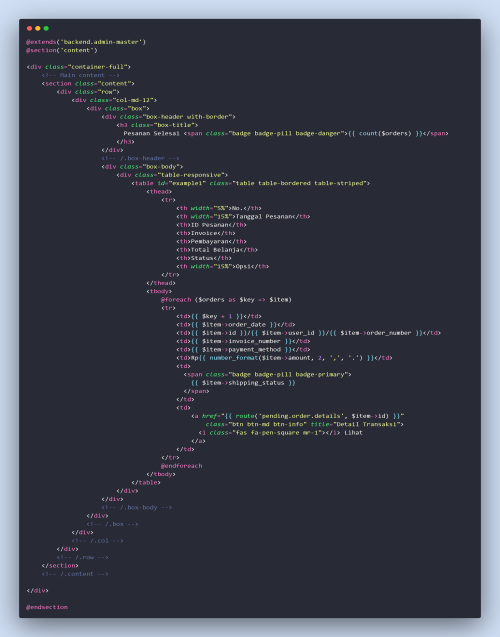 @extends('backend.admin-master')
@section('content')
<div class="container-full">
<!-- Main content -->
<section class="content">
<div class="row">
<div class="col-md-12">
<div class="box">
<div class="box-header with-border">
<h3 class="box-title">
Pesanan Selesai <span class="badge badge-pill badge-danger">{{ count($orders) }}</span>
</h3>
</div>
<!-- /.box-header -->
<div class="box-body">
<div class="table-responsive">
<table id="example1" class="table table-bordered table-striped">
<thead>
<tr>
<th width="5%">No.</th>
<th width="15%">Tanggal Pesanan</th>
<th>ID Pesanan</th>
<th>Invoice</th>
<th>Pembayaran</th>
<th>Total Belanja</th>
<th>Status</th>
<th width="15%">Opsi</th>
</tr>
</thead>
<tbody>
@foreach ($orders as $key => $item)
<tr>
<td>{{ $key + 1 }}</td>
<td>{{ $item->order_date }}</td>
<td>{{ $item->id }}/{{ $item->user_id }}/{{ $item->order_number }}</td>
<td>{{ $item->invoice_number }}</td>
<td>{{ $item->payment_method }}</td>
<td>Rp{{ number_format($item->amount, 2, ',', '.') }}</td>
<td>
<span class="badge badge-pill badge-primary">
{{ $item->shipping_status }}
</span>
</td>
<td>
<a href="{{ route('pending.order.details', $item->id) }}"
class="btn btn-md btn-info" title="Detail Transaksi">
<i class="fas fa-pen-square mr-1"></i> Lihat
</a>
</td>
</tr>
@endforeach
</tbody>
</table>
</div>
</div>
<!-- /.box-body -->
</div>
<!-- /.box -->
</div>
<!-- /.col -->
</div>
<!-- /.row -->
</section>
<!-- /.content -->
</div>
@endsection